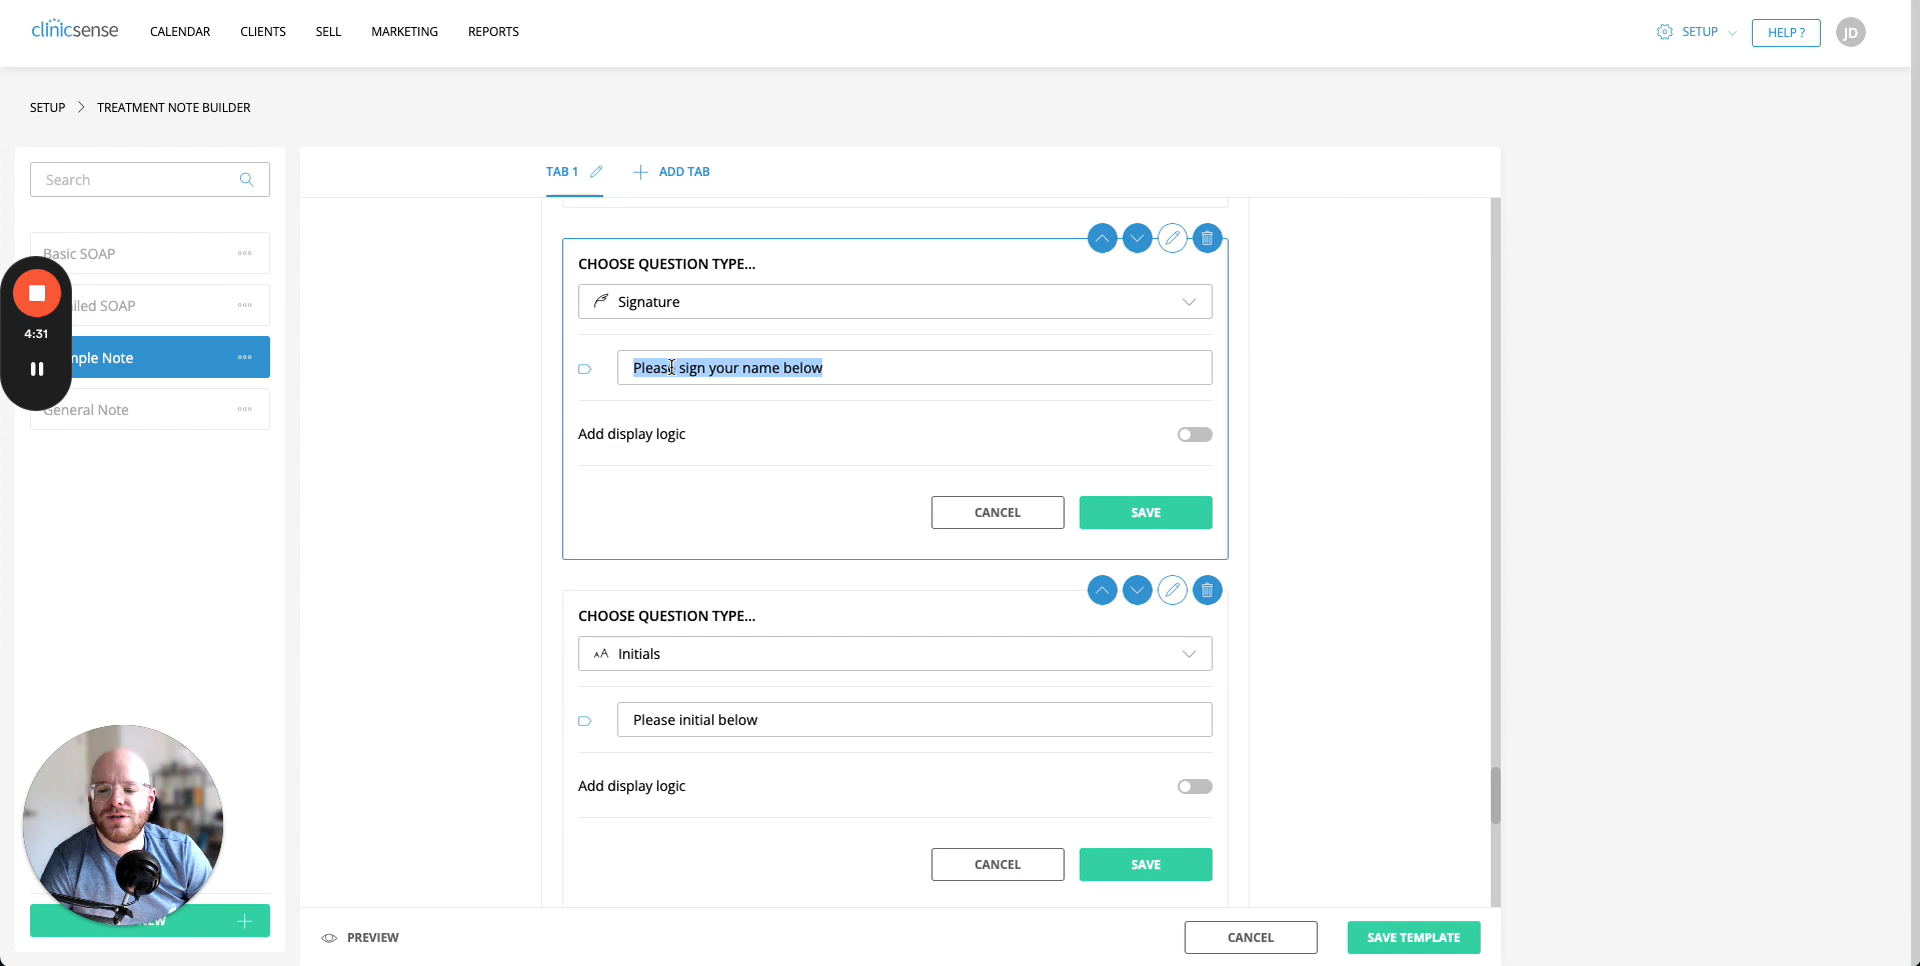 clinicsense
CALENDAR
CLIENTS
SELL
MARKETING
REPORTS
SETUP
HELP ?
JD
SETUP
TREATMENT NOTE BUILDER
Search
Basic SOAP
iled SOAP
mple Note
General Note
4:31
TAB 1
ADD TAB
CHOOSE QUESTION TYPE...
Signature
Please sign your name below
Add display logic
CANCEL
SAVE
CHOOSE QUESTION TYPE...
AA Initials
Please initial below
Add display logic
CANCEL
SAVE
PREVIEW
CANCEL
SAVE TEMPLATE